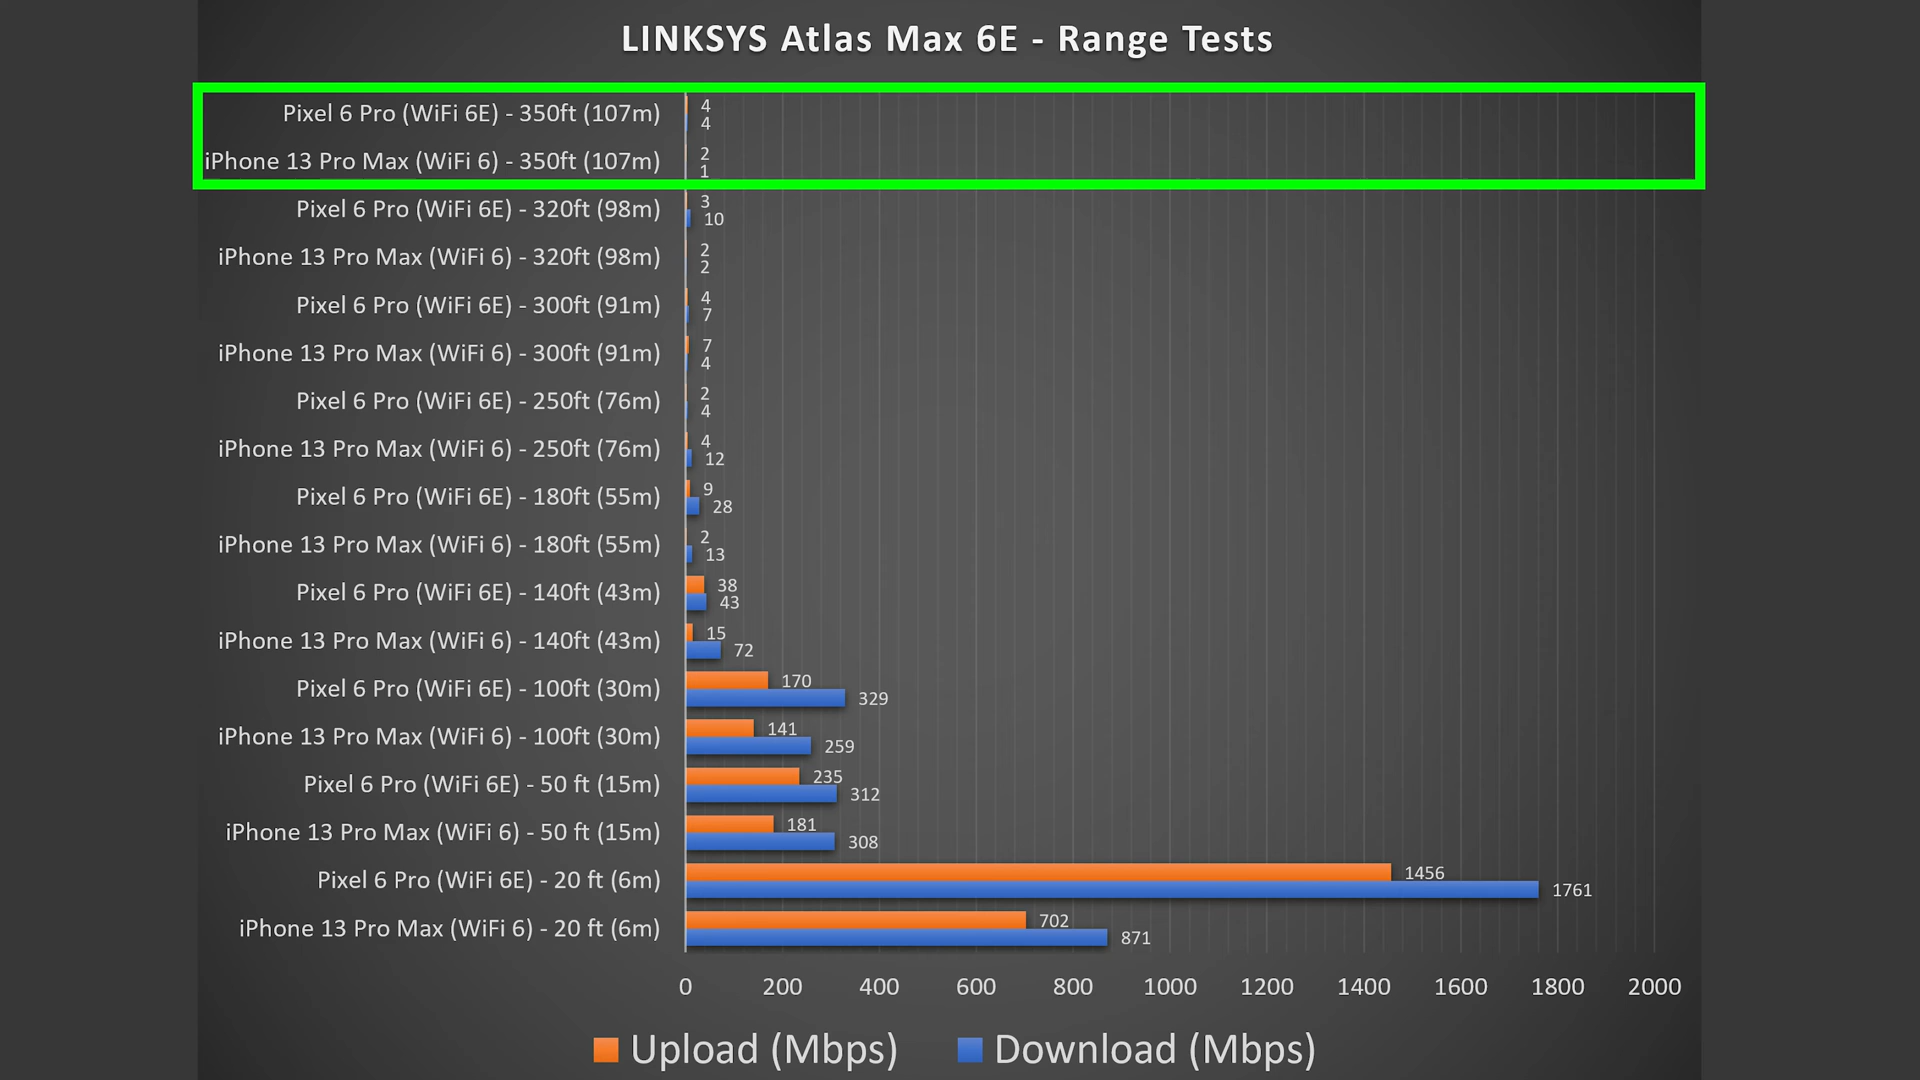 LINKSYS Atlas Max 6E - Range Tests
Pixel 6 Pro (WiFi 6E) - 350ft (107m)
4
4
iPhone 13 Pro Max (WiFi 6) - 350ft (107m)
2
1
Pixel 6 Pro (WiFi 6E) - 320ft (98m)
3
10
iPhone 13 Pro Max (WiFi 6) - 320ft (98m)
2
2
Pixel 6 Pro (WiFi 6E) - 300ft (91m)
4
7
iPhone 13 Pro Max (WiFi 6) - 300ft (91m)
7
4
Pixel 6 Pro (WiFi 6E) - 250ft (76m)
2
4
iPhone 13 Pro Max (WiFi 6) - 250ft (76m)
4
12
Pixel 6 Pro (WiFi 6E) - 180ft (55m)
9
28
iPhone 13 Pro Max (WiFi 6) - 180ft (55m)
2
13
Pixel 6 Pro (WiFi 6E) - 140ft (43m)
38
43
iPhone 13 Pro Max (WiFi 6) - 140ft (43m)
15
72
Pixel 6 Pro (WiFi 6E) - 100ft (30m)
170
329
iPhone 13 Pro Max (WiFi 6) - 100ft (30m)
141
259
Pixel 6 Pro (WiFi 6E) - 50 ft (15m)
235
312
iPhone 13 Pro Max (WiFi 6) - 50 ft (15m)
181
308
Pixel 6 Pro (WiFi 6E) - 20 ft (6m)
1456
1761
iPhone 13 Pro Max (WiFi 6) - 20 ft (6m)
702
871
0 200 400 600 800 1000 1200 1400 1600 1800 2000
Upload (Mbps) Download (Mbps)